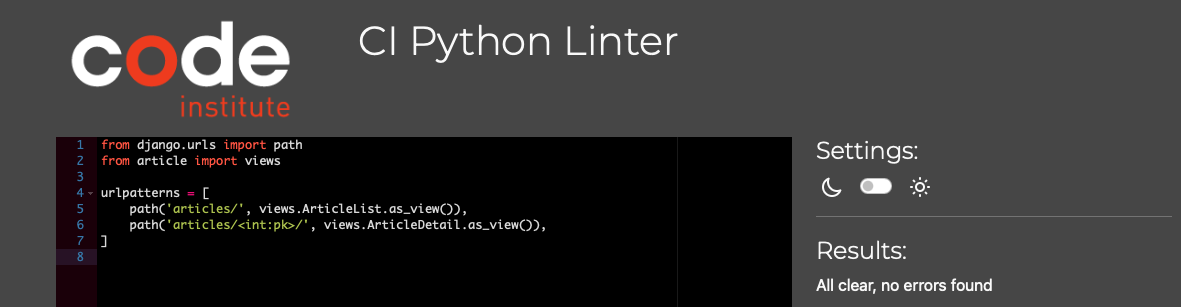 code
institute
CI Python Linter
1 from django.urls import path
2 from article import views
3
4 urlpatterns = [
5     path('articles/', views.ArticleList.as_view()),
6     path('articles/<int:pk>/', views.ArticleDetail.as_view()),
7 ]
8
Settings:
Results:
All clear, no errors found